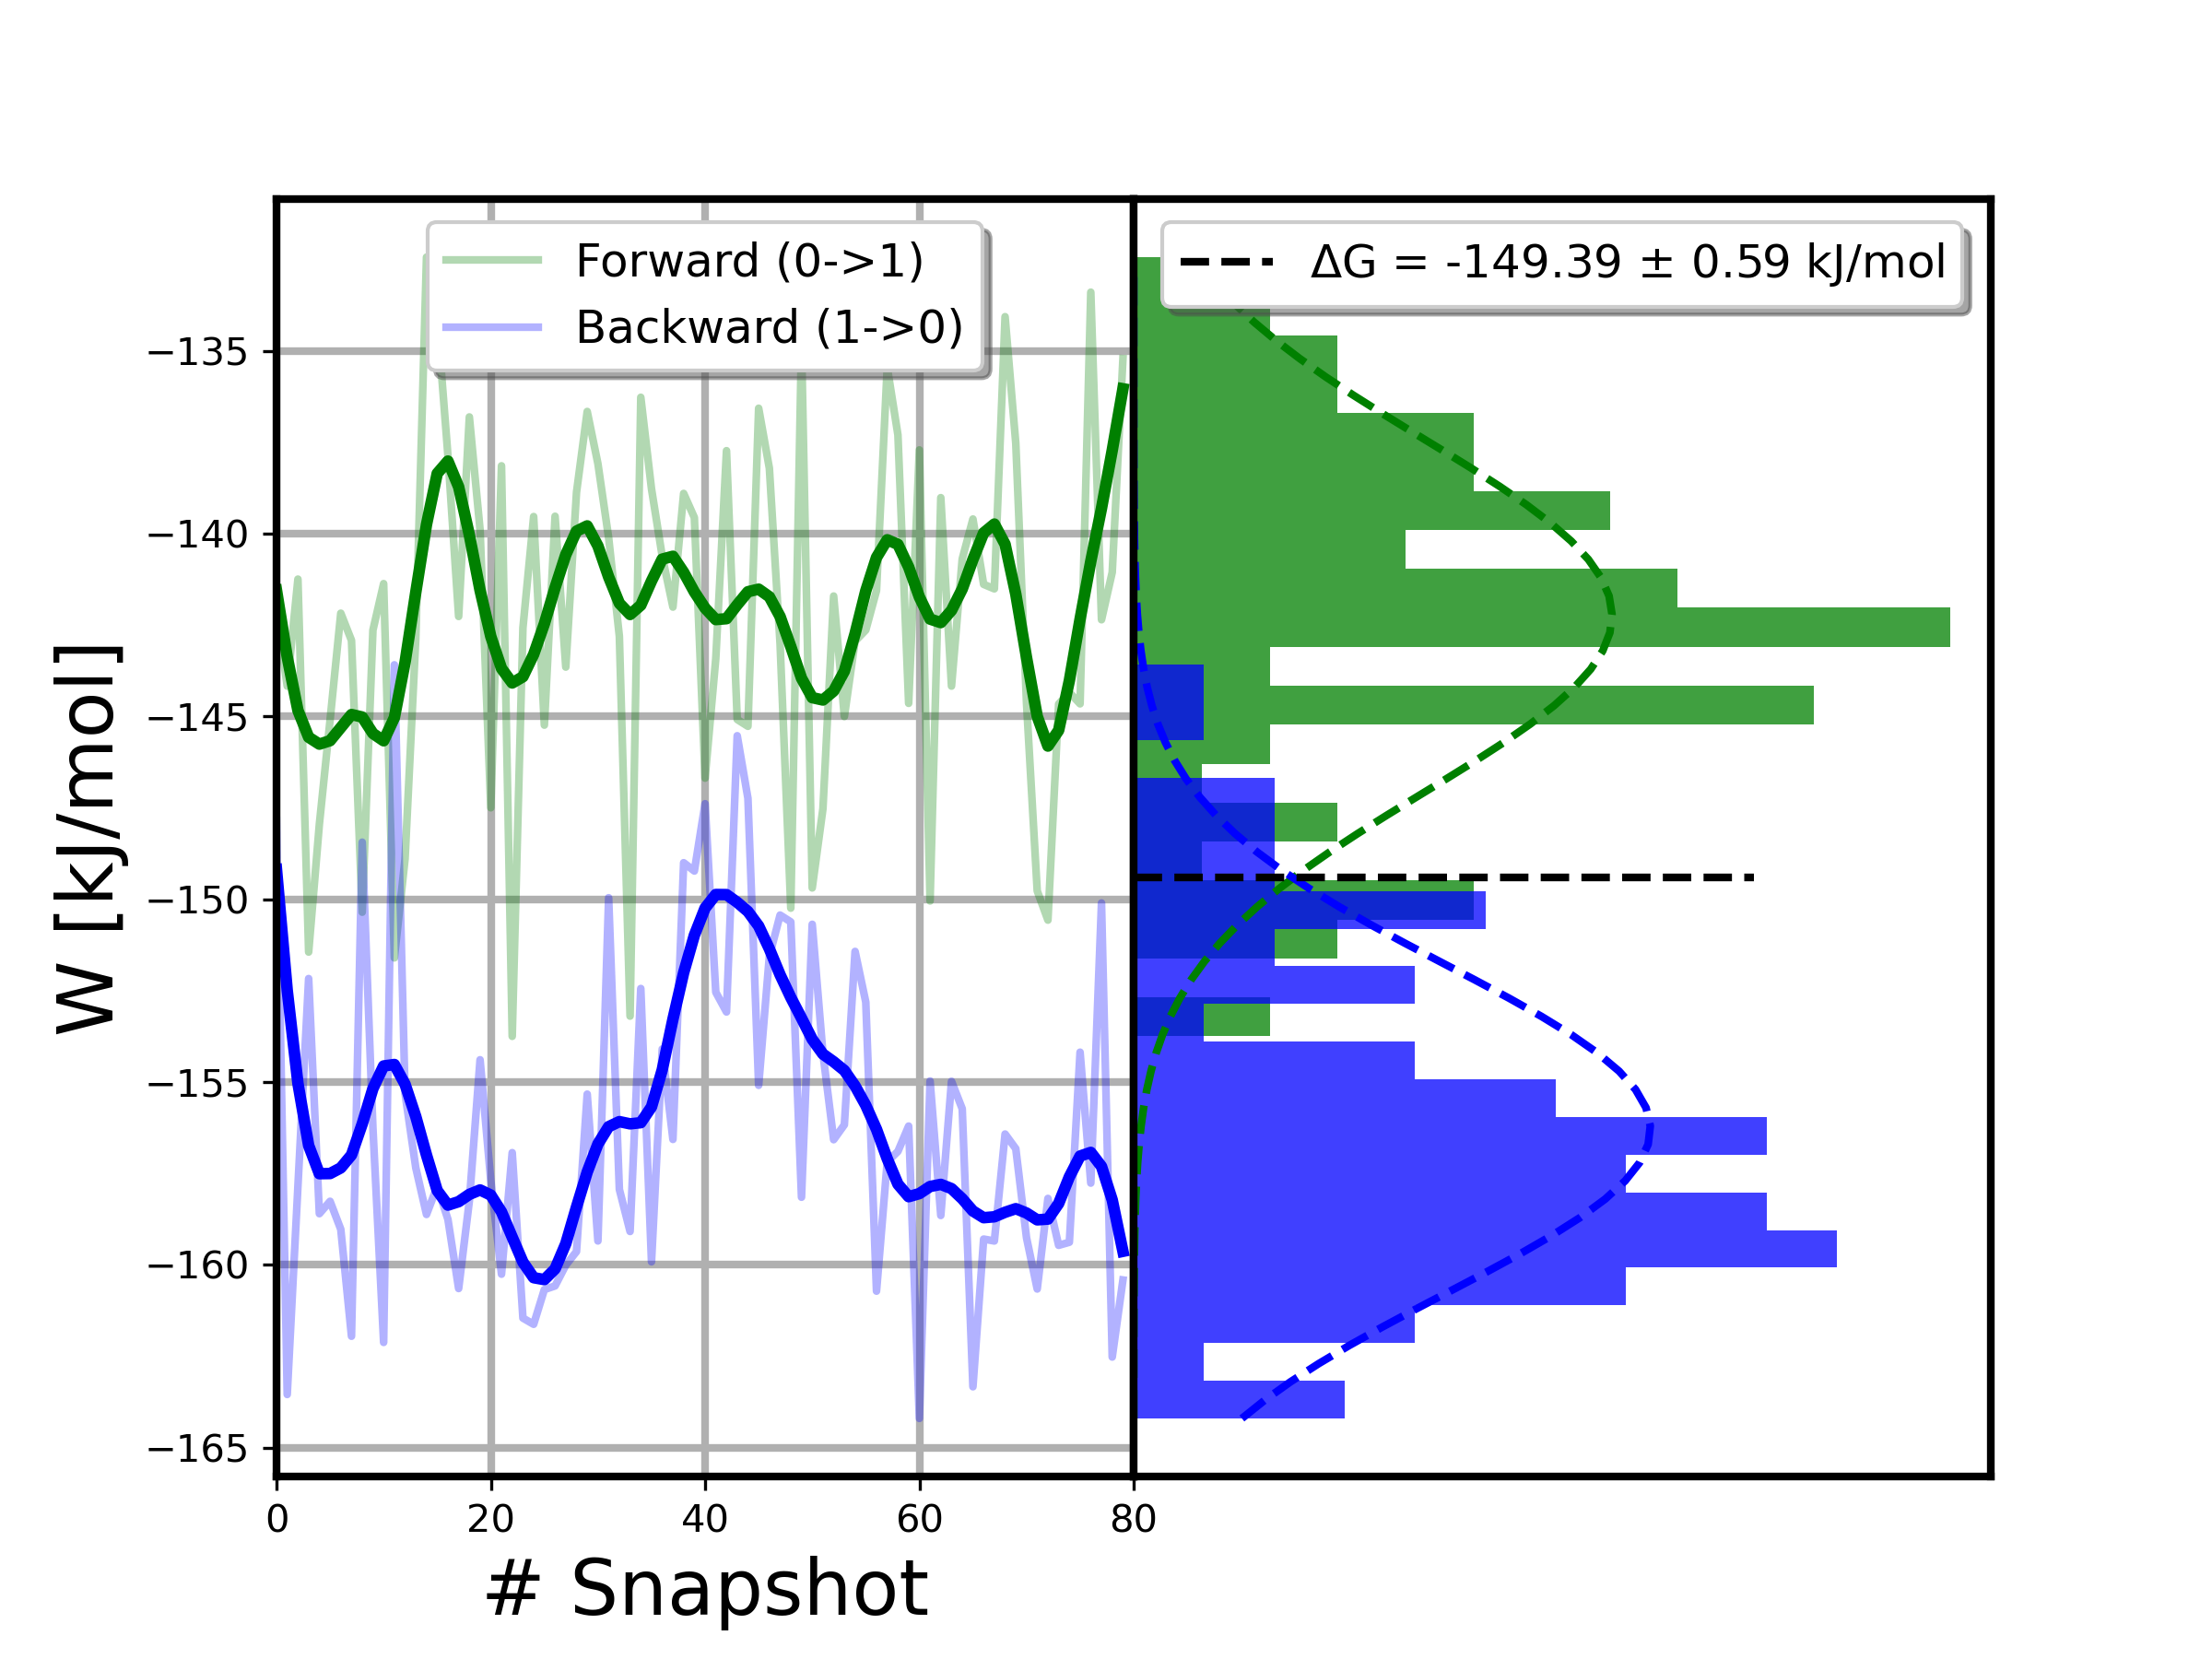 Forward (0->1)
Backward (1->0)
ΔG = -149.39 ± 0.59 kJ/mol
W [kJ/mol]
−135
−140
−145
−150
−155
−160
−165
0 20 40 60 80
# Snapshot